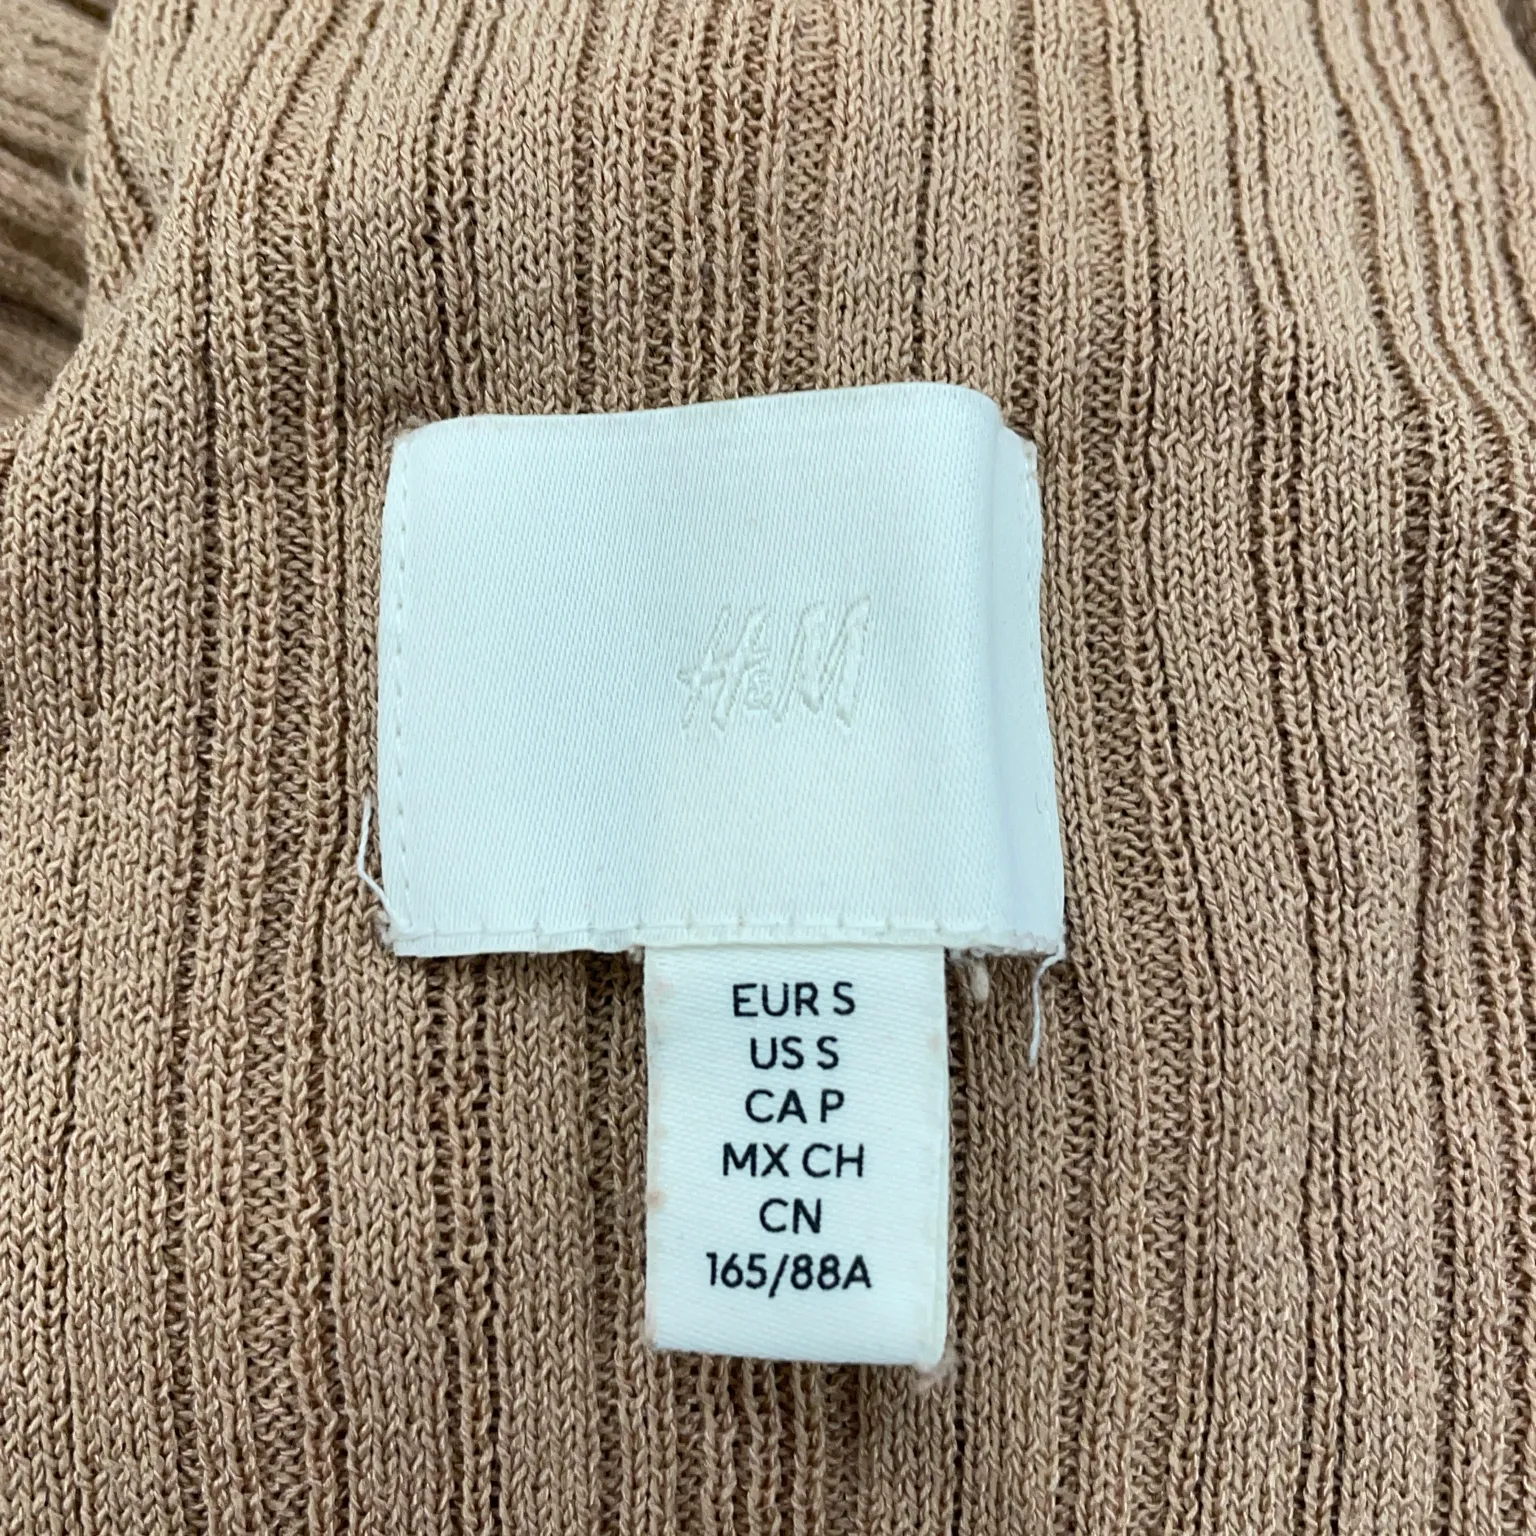 H&M
EUR S
US S
CA P
MX CH
CN
165/88A